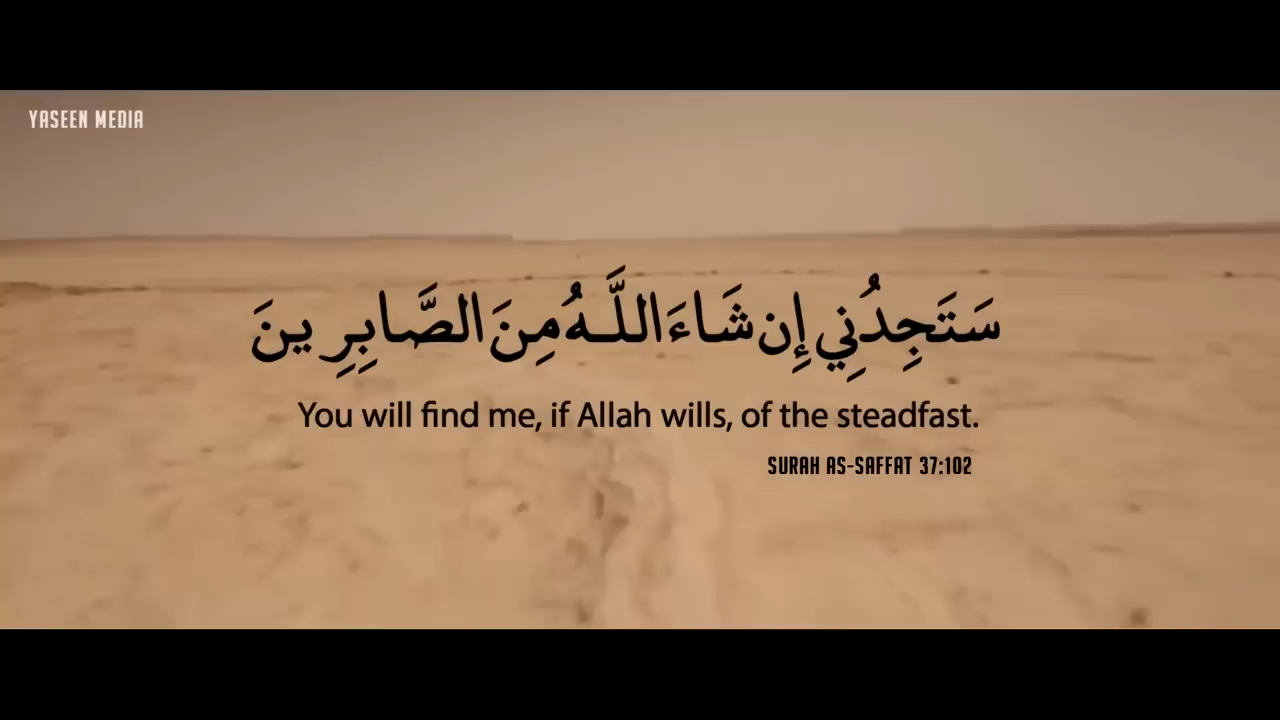 YASEEN MEDIA
سَتَجِدُنِي إِن شَاءَ اللَّـهُ مِنَ الصَّابِرِينَ
You will find me, if Allah wills, of the steadfast.
SURAH AS-SAFFAT 37:102